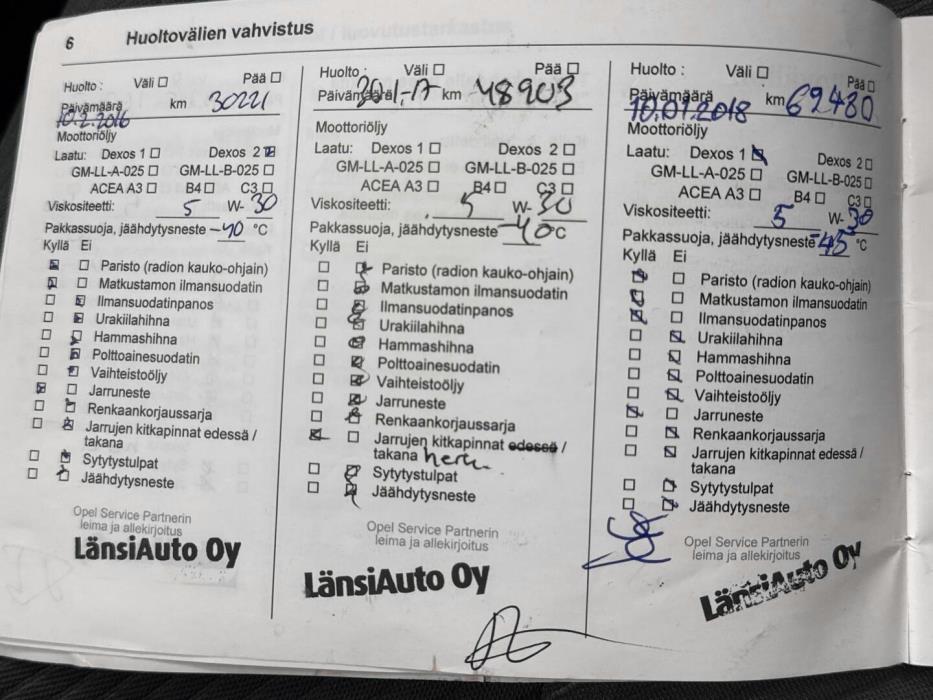 6 Huoltovälien vahvistus
Huolto: Väli ☐ Pää ☐
Päivämäärä 10.2.2016 km 30221
Moottoriöljy
Laatu: Dexos 1 ☐ Dexos 2 ☒
GM-LL-A-025 ☐ GM-LL-B-025 ☐
ACEA A3 ☐ B4 ☐ C3 ☐
Viskositeetti: 5 W- 30
Pakkassuoja, jäähdytysneste -40 °C
Kyllä Ei
☒ ☐ Paristo (radion kauko-ohjain)
☒ ☐ Matkustamon ilmansuodatin
☐ ☒ Ilmansuodatinpanos
☐ ☒ Urakiilahihna
☐ ☒ Hammashihna
☐ ☒ Polttoainesuodatin
☐ ☒ Vaihteistoöljy
☒ ☐ Jarruneste
☐ ☒ Renkaankorjaussarja
☐ ☒ Jarrujen kitkapinnat edessä /
takana
☐ ☒ Sytytystulpat
☐ ☒ Jäähdytysneste
Opel Service Partnerin
leima ja allekirjoitus
LänsiAuto Oy
Huolto: Väli ☐ Pää ☐
Päivämäärä km 48903
Moottoriöljy
Laatu: Dexos 1 ☐ Dexos 2 ☐
GM-LL-A-025 ☐ GM-LL-B-025 ☐
ACEA A3 ☐ B4 ☐ C3 ☐
Viskositeetti: 5 W- 30
Pakkassuoja, jäähdytysneste -40 °C
Kyllä Ei
☐ ☒ Paristo (radion kauko-ohjain)
☐ ☒ Matkustamon ilmansuodatin
☐ ☒ Ilmansuodatinpanos
☐ ☒ Urakiilahihna
☐ ☒ Hammashihna
☐ ☒ Polttoainesuodatin
☐ ☒ Vaihteistoöljy
☐ ☒ Jarruneste
☐ ☒ Renkaankorjaussarja
☒ ☐ Jarrujen kitkapinnat edessä /
takana
☐ ☒ Sytytystulpat
☐ ☒ Jäähdytysneste
Opel Service Partnerin
leima ja allekirjoitus
LänsiAuto Oy
Huolto: Väli ☐ Pää ☐
Päivämäärä 10.01.2018 km 69430
Moottoriöljy
Laatu: Dexos 1 ☒ Dexos 2 ☐
GM-LL-A-025 ☐ GM-LL-B-025 ☐
ACEA A3 ☐ B4 ☐ C3 ☐
Viskositeetti: 5 W- 30
Pakkassuoja, jäähdytysneste -45 °C
Kyllä Ei
☒ ☐ Paristo (radion kauko-ohjain)
☒ ☐ Matkustamon ilmansuodatin
☒ ☐ Ilmansuodatinpanos
☐ ☒ Urakiilahihna
☐ ☒ Hammashihna
☐ ☒ Polttoainesuodatin
☐ ☒ Vaihteistoöljy
☒ ☐ Jarruneste
☐ ☒ Renkaankorjaussarja
☐ ☒ Jarrujen kitkapinnat edessä /
takana
☐ ☒ Sytytystulpat
☐ ☒ Jäähdytysneste
Opel Service Partnerin
leima ja allekirjoitus
LänsiAuto Oy